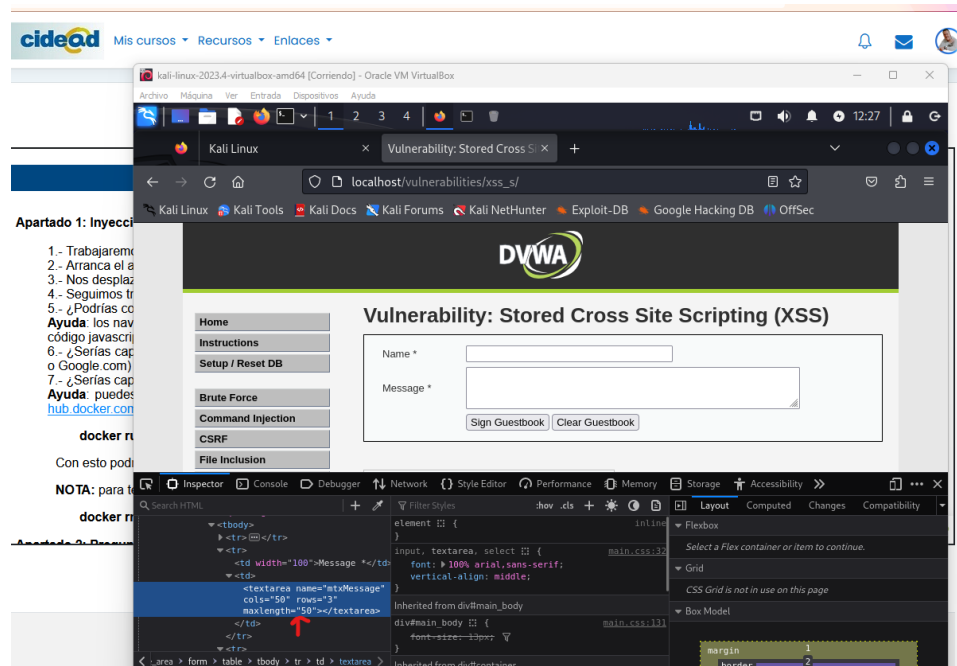 cidead Mis cursos Recursos Enlaces
kali-linux-2023.4-virtualbox-amd64 [Corriendo] - Oracle VM VirtualBox
Archivo Máquina Ver Entrada Dispositivos Ayuda
1 2 3 4 12:27
Kali Linux × Vulnerability: Stored Cross Si × +
localhost/vulnerabilities/xss_s/
Kali Linux Kali Tools Kali Docs Kali Forums Kali NetHunter Exploit-DB Google Hacking DB OffSec
Apartado 1: Inyecci
1.- Trabajaremo
2.- Arranca el a
3.- Nos desplaz
4.- Seguimos tr
5.- ¿Podrías co
Ayuda: los nav
código javascri
6.- ¿Serías cap
o Google.com)
7.- ¿Serías cap
Ayuda: puedes
hub.docker.com
docker ru
Con esto podr
NOTA: para te
docker rm
DVWA
Home
Instructions
Setup / Reset DB
Brute Force
Command Injection
CSRF
File Inclusion
Vulnerability: Stored Cross Site Scripting (XSS)
Name *
Message *
Sign Guestbook Clear Guestbook
Inspector Console Debugger Network Style Editor Performance Memory Storage Accessibility
Search HTML
<tbody>
<tr> </tr>
<tr>
<td width="100">Message *</td>
<td>
<textarea name="mtxMessage"
cols="50" rows="3"
maxlength="50"></textarea>
</td>
</tr>
<tr>
_area > form > table > tbody > tr > td > textarea
Filter Styles :hov .cls +
element { inline
}
input, textarea, select { main.css:32
font: 100% arial,sans-serif;
vertical-align: middle;
}
Inherited from div#main_body
div#main_body { main.css:131
font-size: 13px;
}
Inherited from div#container
Layout Computed Changes Compatibility
Flexbox
Select a Flex container or item to continue.
Grid
CSS Grid is not in use on this page
Box Model
margin 1
border 2